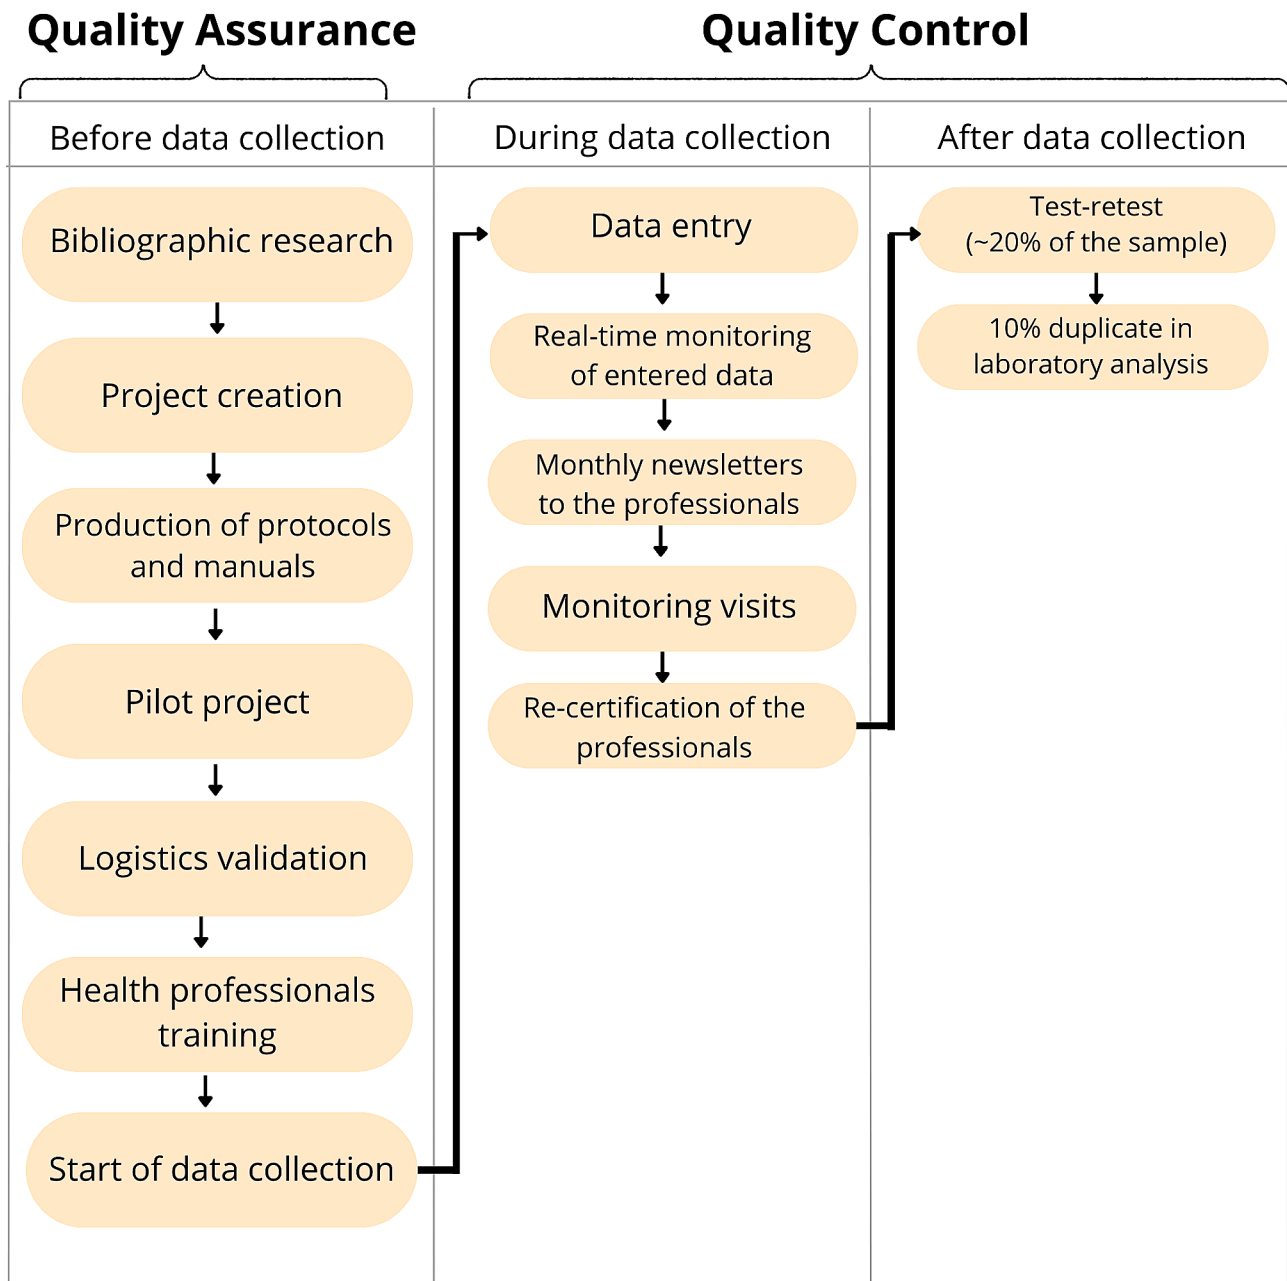 Quality Assurance
Quality Control
Before data collection
During data collection
After data collection
Bibliographic research
Project creation
Production of protocols
and manuals
Pilot project
Logistics validation
Health professionals
training
Start of data collection
Data entry
Real-time monitoring
of entered data
Monthly newsletters
to the professionals
Monitoring visits
Re-certification of the
professionals
Test-retest
(~20% of the sample)
10% duplicate in
laboratory analysis